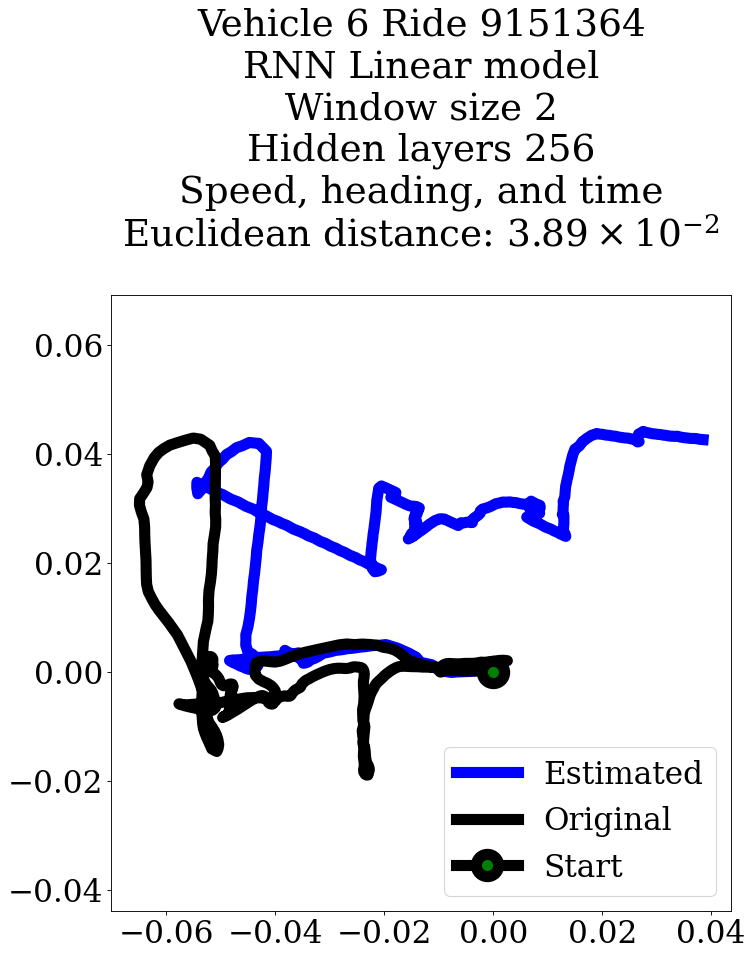 Vehicle 6 Ride 9151364
RNN Linear model
Window size 2
Hidden layers 256
Speed, heading, and time
Euclidean distance: 3.89 × 10⁻²
0.06
0.04
0.02
0.00
−0.02
−0.04
Estimated
Original
Start
−0.06 −0.04 −0.02 0.00 0.02 0.04